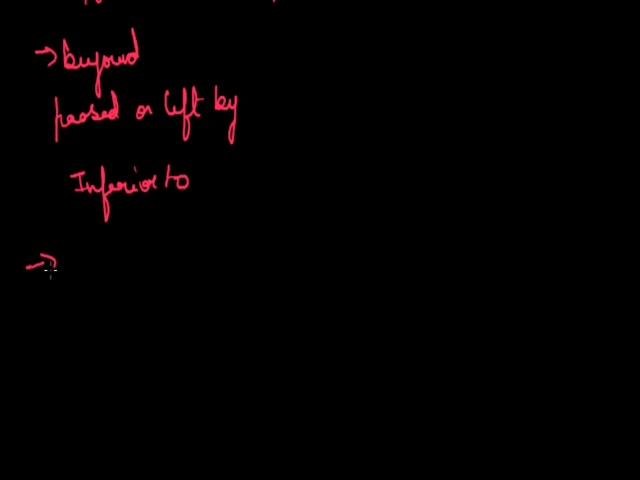 → beyond
passed or left by
Inferior to
→